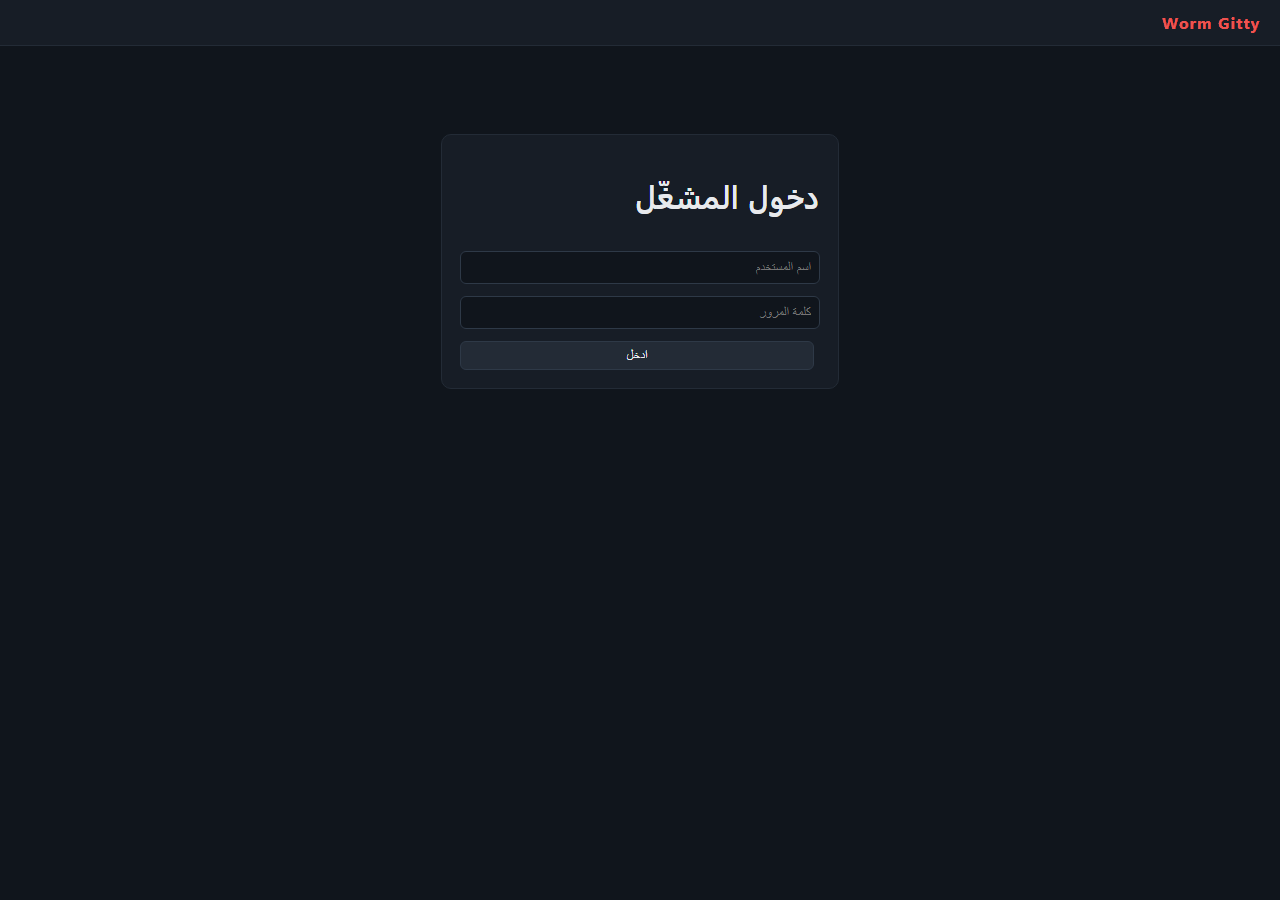 Worm Gitty
دخول المشغّل
اسم المستخدم
كلمة المرور
ادخل